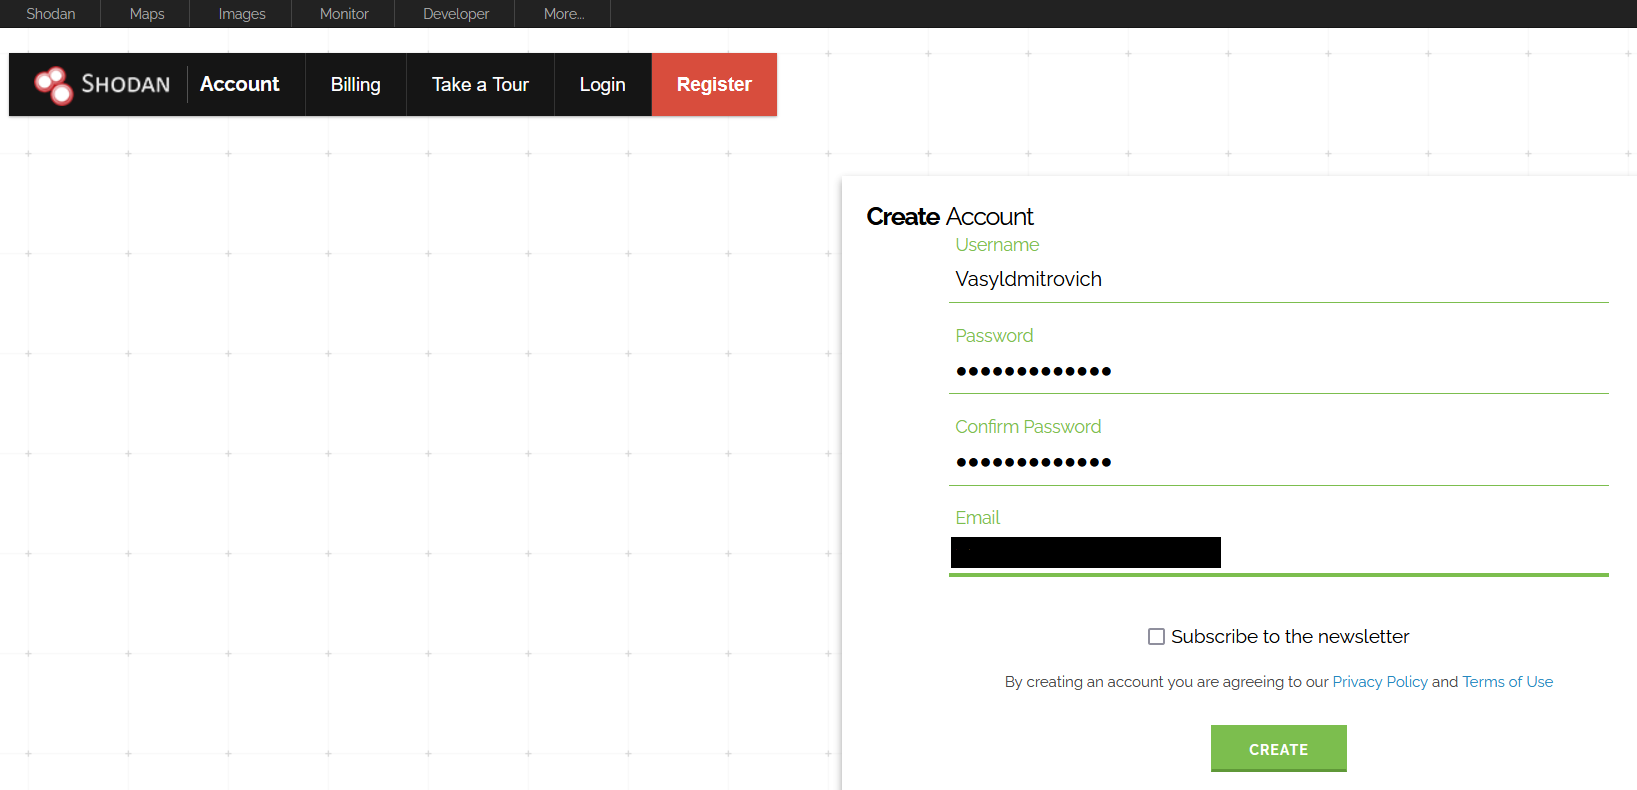 Shodan Maps Images Monitor Developer More...
SHODAN Account Billing Take a Tour Login Register
Create Account
Username
Vasyldmitrovich
Password
●●●●●●●●●●●●●
Confirm Password
●●●●●●●●●●●●●
Email
Subscribe to the newsletter
By creating an account you are agreeing to our Privacy Policy and Terms of Use
CREATE